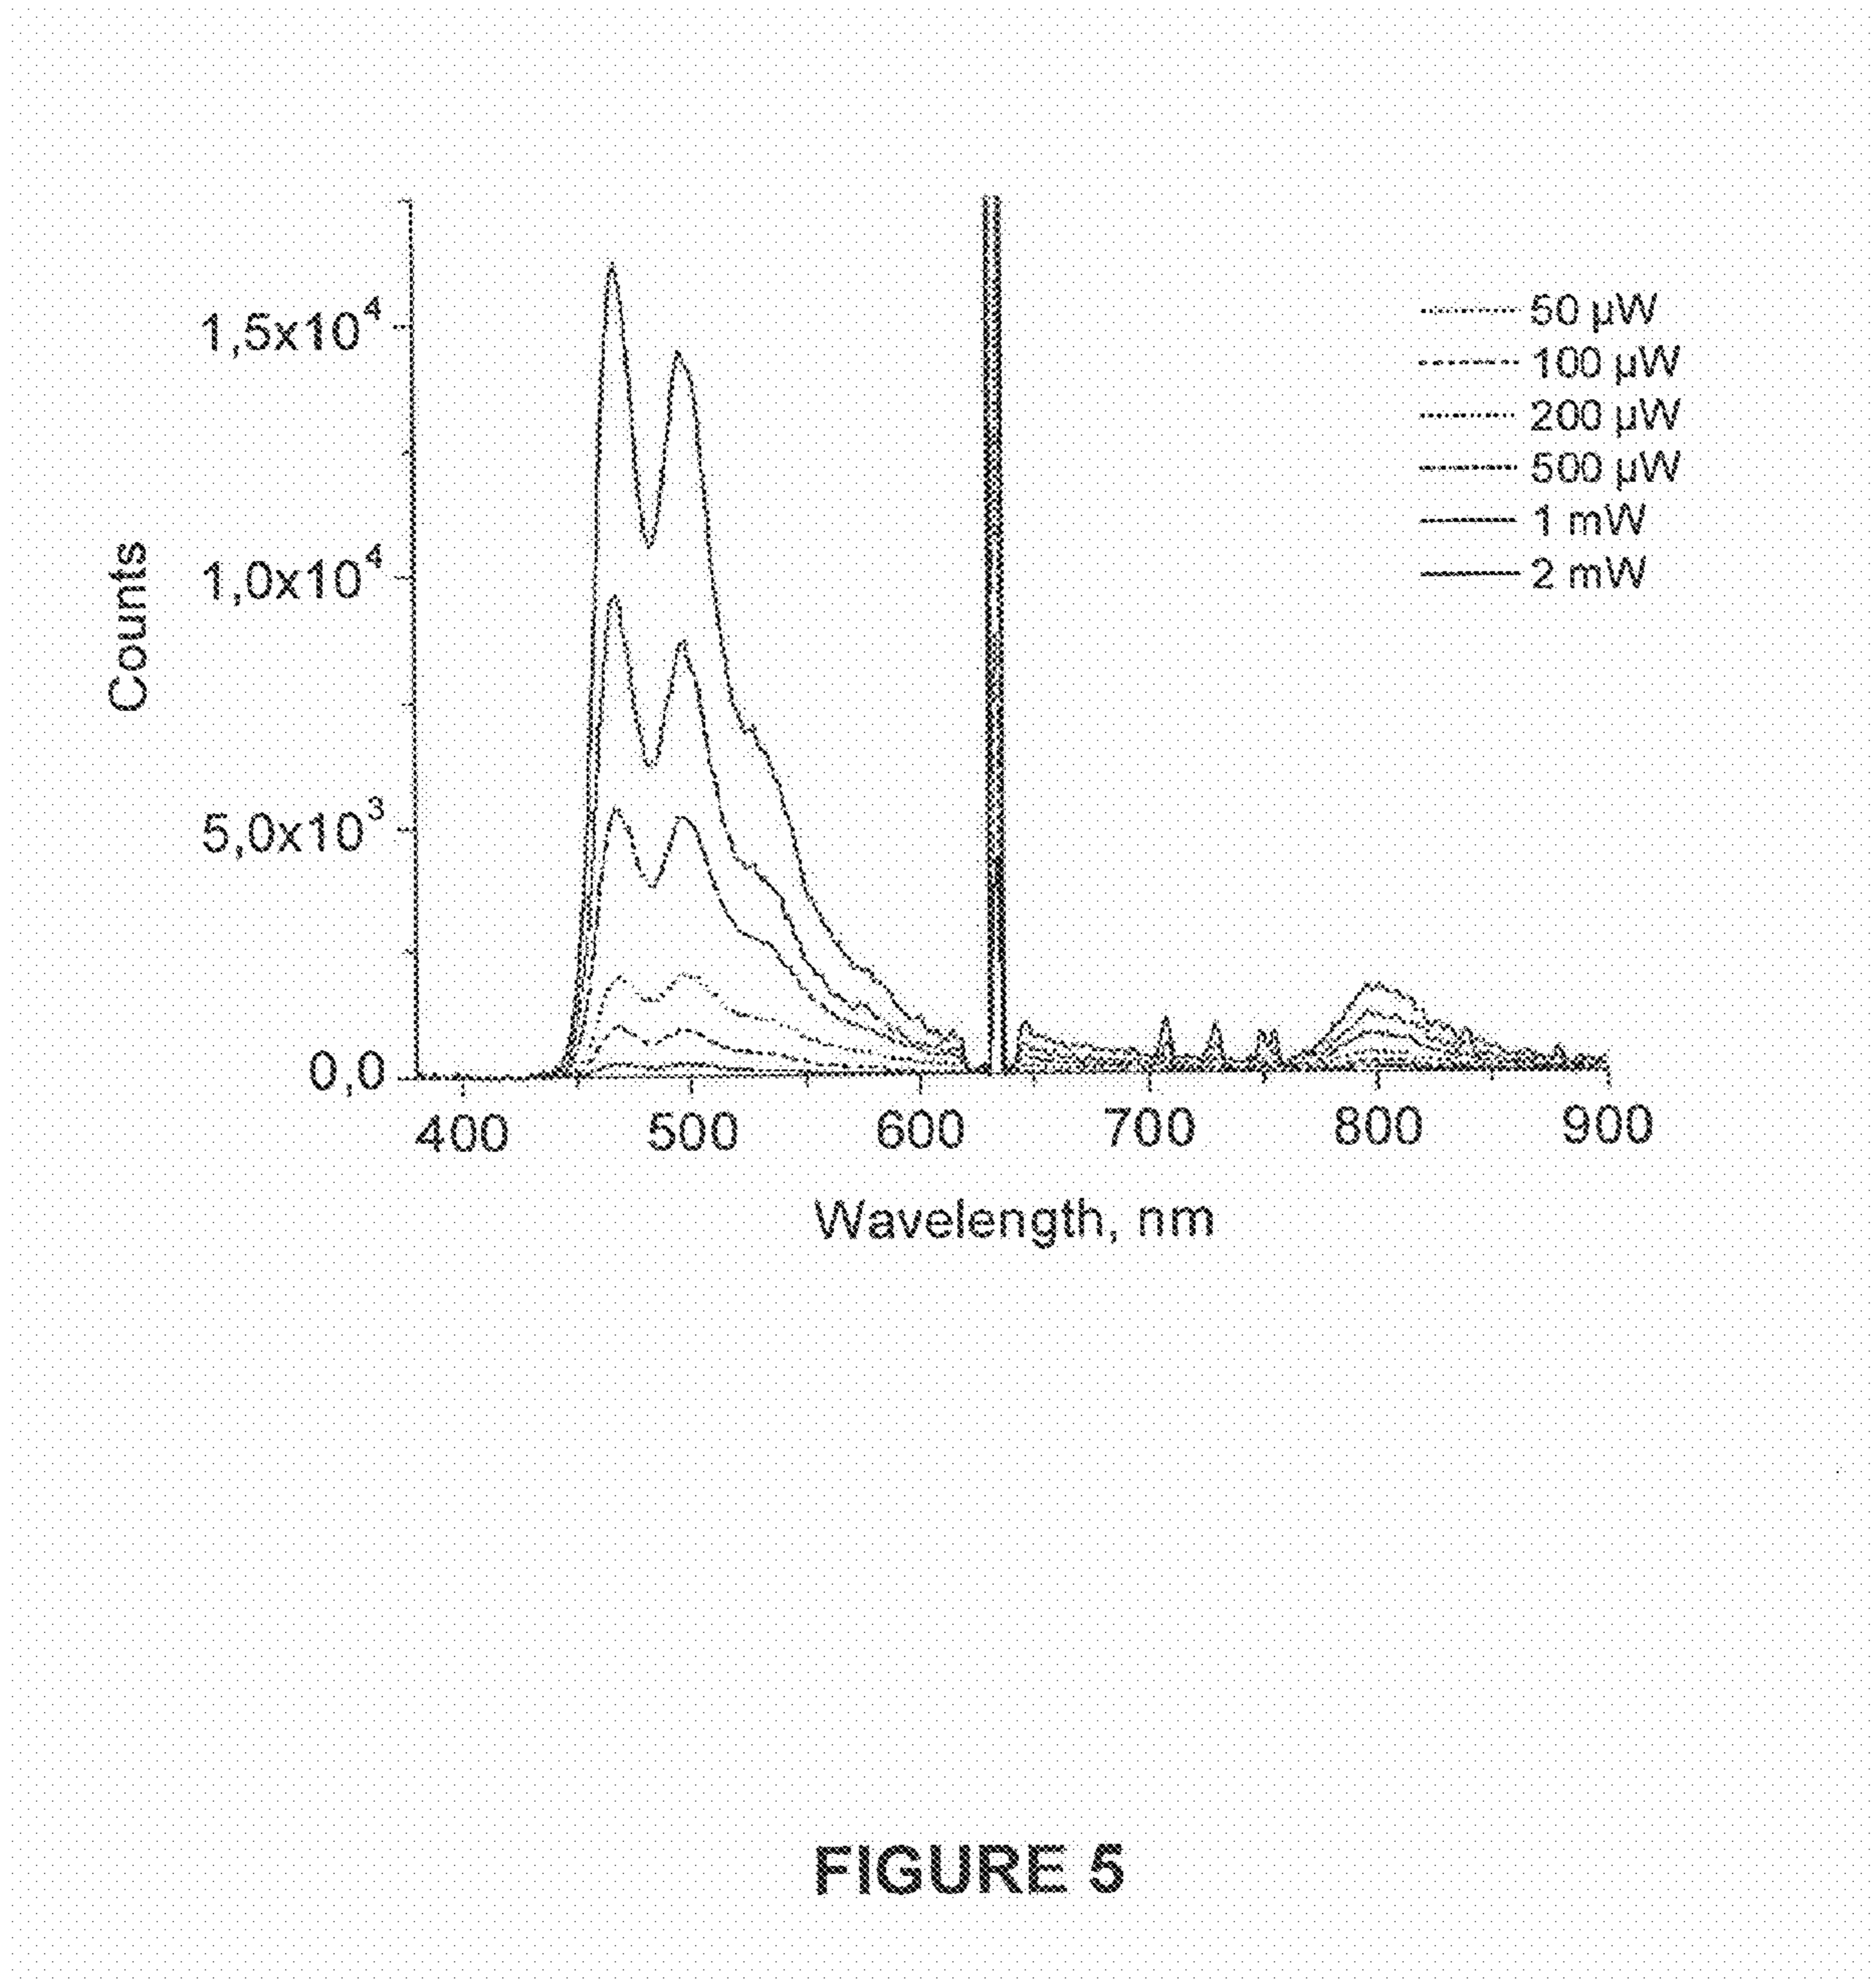 1,5x10⁴
1,0x10⁴
5,0x10³
0,0
Counts
400 500 600 700 800 900
Wavelength, nm
50 µW
100 µW
200 µW
500 µW
1 mW
2 mW
FIGURE 5